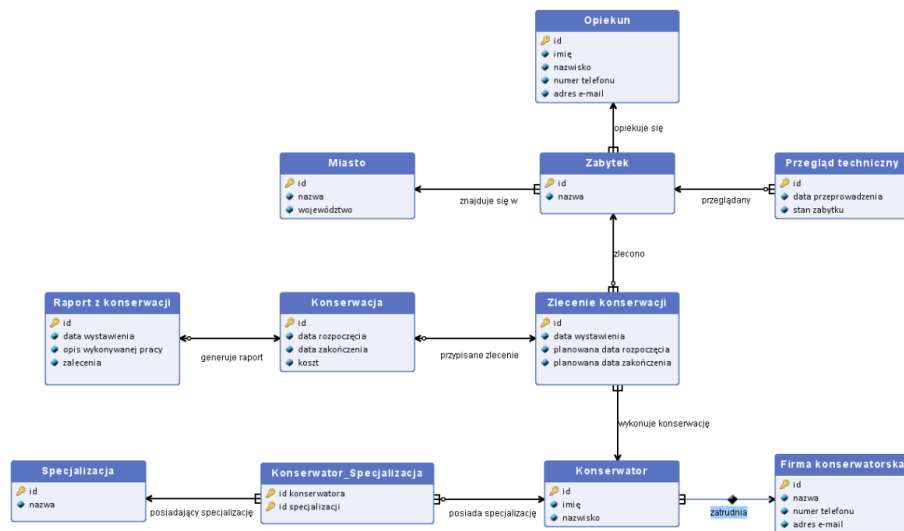 Opiekun
id
imię
nazwisko
numer telefonu
adres e-mail
opiekuje się
Miasto
id
nazwa
województwo
znajduje się w
Zabytek
id
nazwa
przeglądany
Przegląd techniczny
id
data przeprowadzenia
stan zabytku
zlecono
Raport z konserwacji
id
data wystawienia
opis wykonywanej pracy
zalecenia
generuje raport
Konserwacja
id
data rozpoczęcia
data zakończenia
koszt
przypisane zlecenie
Zlecenie konserwacji
id
data wystawienia
planowana data rozpoczęcia
planowana data zakończenia
wykonuje konserwację
Specjalizacja
id
nazwa
posiadający specjalizację
Konserwator_Specjalizacja
id konserwatora
id specjalizacji
posiada specjalizację
Konserwator
id
imię
nazwisko
zatrudnia
Firma konserwatorska
id
nazwa
numer telefonu
adres e-mail